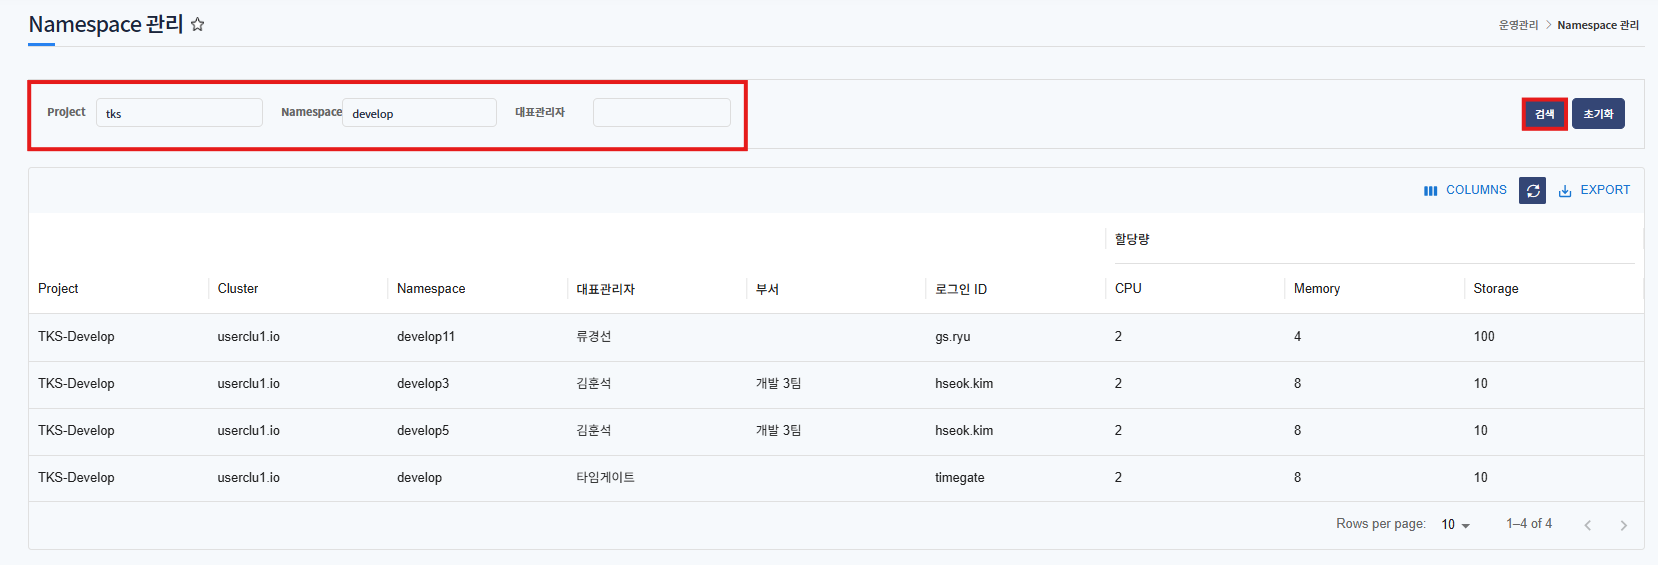 Namespace 관리
운영관리 > Namespace 관리
Project tks Namespace develop 대표관리자 검색 초기화
COLUMNS EXPORT
할당량
Project Cluster Namespace 대표관리자 부서 로그인 ID CPU Memory Storage
TKS-Develop userclu1.io develop11 류경선 gs.ryu 2 4 100
TKS-Develop userclu1.io develop3 김훈석 개발 3팀 hseok.kim 2 8 10
TKS-Develop userclu1.io develop5 김훈석 개발 3팀 hseok.kim 2 8 10
TKS-Develop userclu1.io develop 타임게이트 timegate 2 8 10
Rows per page: 10 1–4 of 4